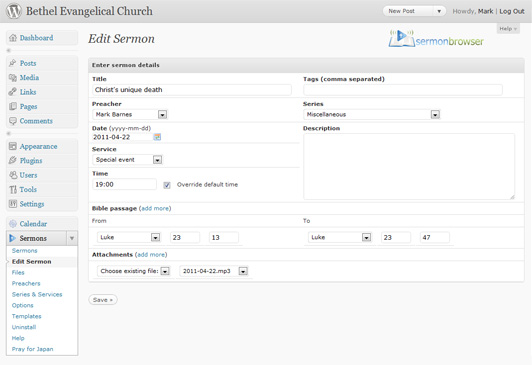 Bethel Evangelical Church
New Post
Howdy, Mark | Log Out
Help
Dashboard
Posts
Media
Links
Pages
Comments
Appearance
Plugins
Users
Tools
Settings
Calendar
Sermons
Sermons
Edit Sermon
Files
Preachers
Series & Services
Options
Templates
Uninstall
Help
Pray for Japan
Edit Sermon
sermonbrowser
Enter sermon details
Title
Tags (comma separated)
Christ's unique death
Preacher
Series
Mark Barnes
Miscellaneous
Date (yyyy-mm-dd)
Description
2011-04-22
Service
Special event
Time
19:00 Override default time
Bible passage (add more)
From To
Luke 23 13 Luke 23 47
Attachments (add more)
Choose existing file: 2011-04-22.mp3
Save »